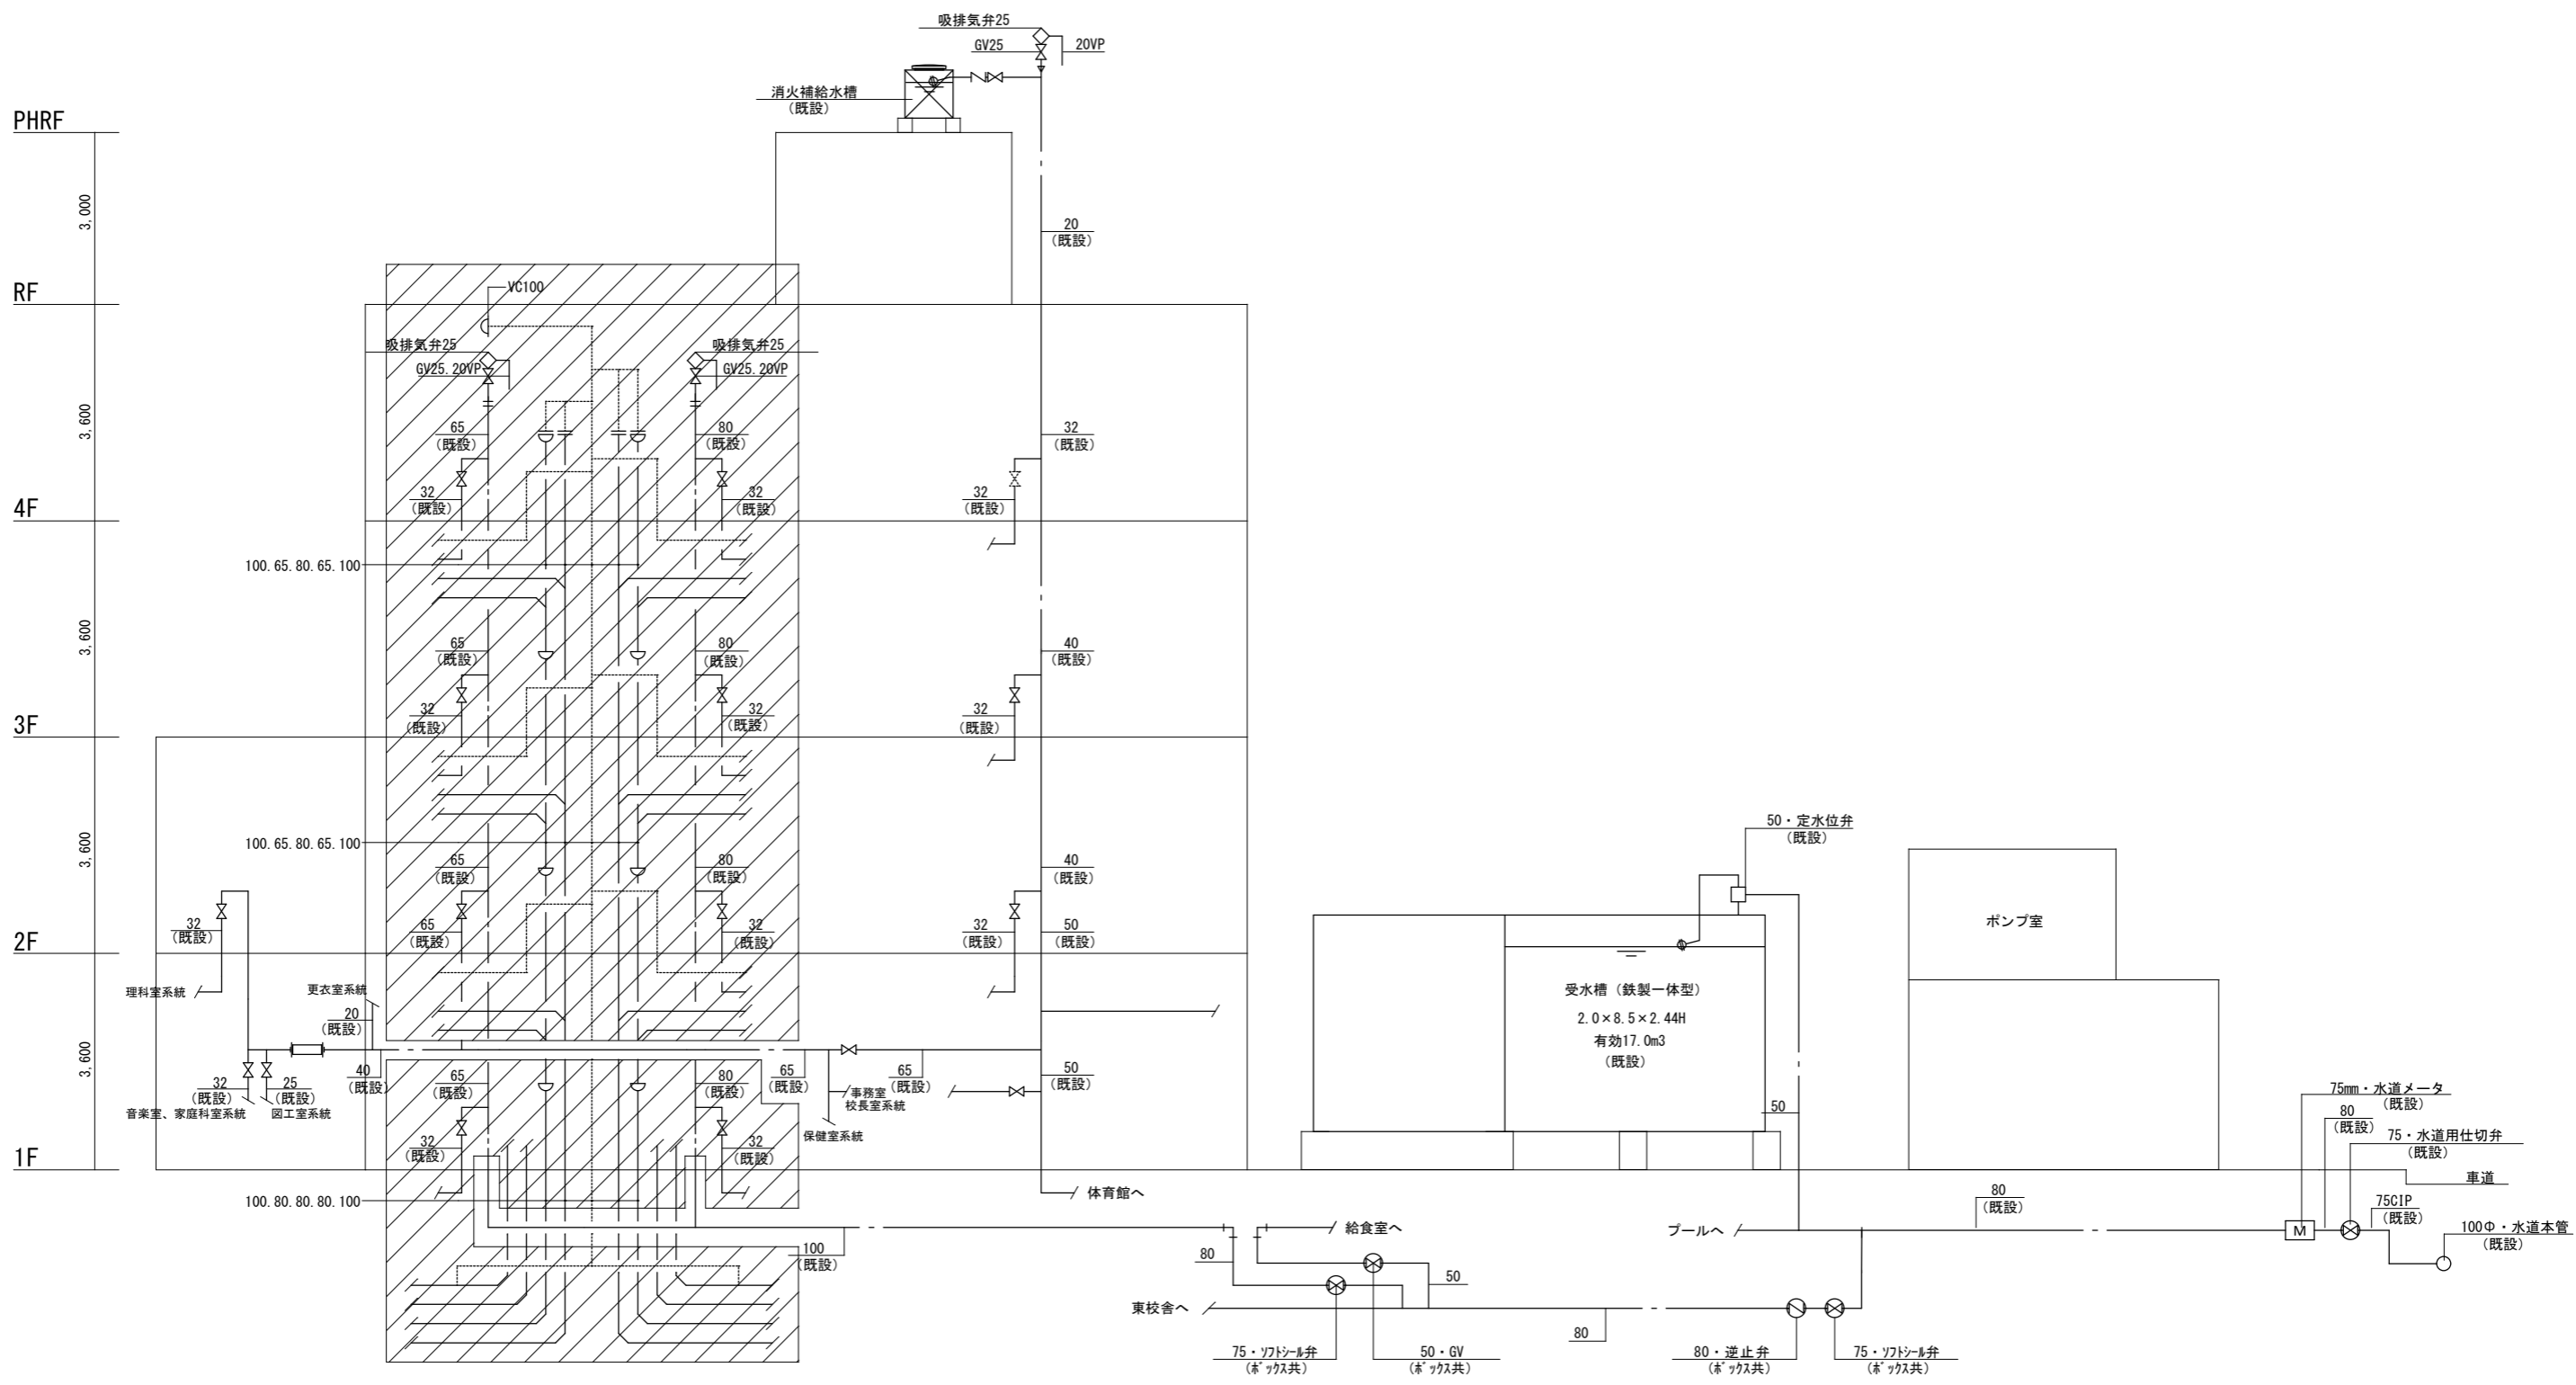 吸排気弁25
GV25
20VP
消火補給水槽
(既設)
PHRF
3,000
20
(既設)
RF
VC100
吸排気弁25
吸排気弁25
GV25.20VP
GV25.20VP
3,600
65
(既設)
80
(既設)
32
(既設)
32
(既設)
32
(既設)
32
(既設)
4F
100.65.80.65.100
3,600
65
(既設)
80
(既設)
40
(既設)
32
(既設)
32
(既設)
32
(既設)
3F
3,600
100.65.80.65.100
50・定水位弁
(既設)
65
(既設)
80
(既設)
40
(既設)
32
(既設)
65
(既設)
32
(既設)
32
(既設)
50
(既設)
ポンプ室
2F
理科室系統
更衣室系統
20
(既設)
受水槽(鉄製一体型)
2.0×8.5×2.44H
有効17.0m3
(既設)
3,600
32
(既設)
25
(既設)
40
(既設)
65
(既設)
80
(既設)
65
(既設)
65
(既設)
50
(既設)
音楽室、家庭科室系統
図工室系統
事務室
校長室系統
保健室系統
50
75mm・水道メータ
(既設)
80
(既設)
75・水道用仕切弁
(既設)
32
(既設)
32
(既設)
1F
車道
100.80.80.80.100
体育館へ
80
(既設)
75CIP
(既設)
給食室へ
プールへ
M
100Φ・水道本管
(既設)
100
(既設)
80
50
東校舎へ
80
75・ソフトシール弁
(ボックス共)
50・GV
(ボックス共)
80・逆止弁
(ボックス共)
75・ソフトシール弁
(ボックス共)